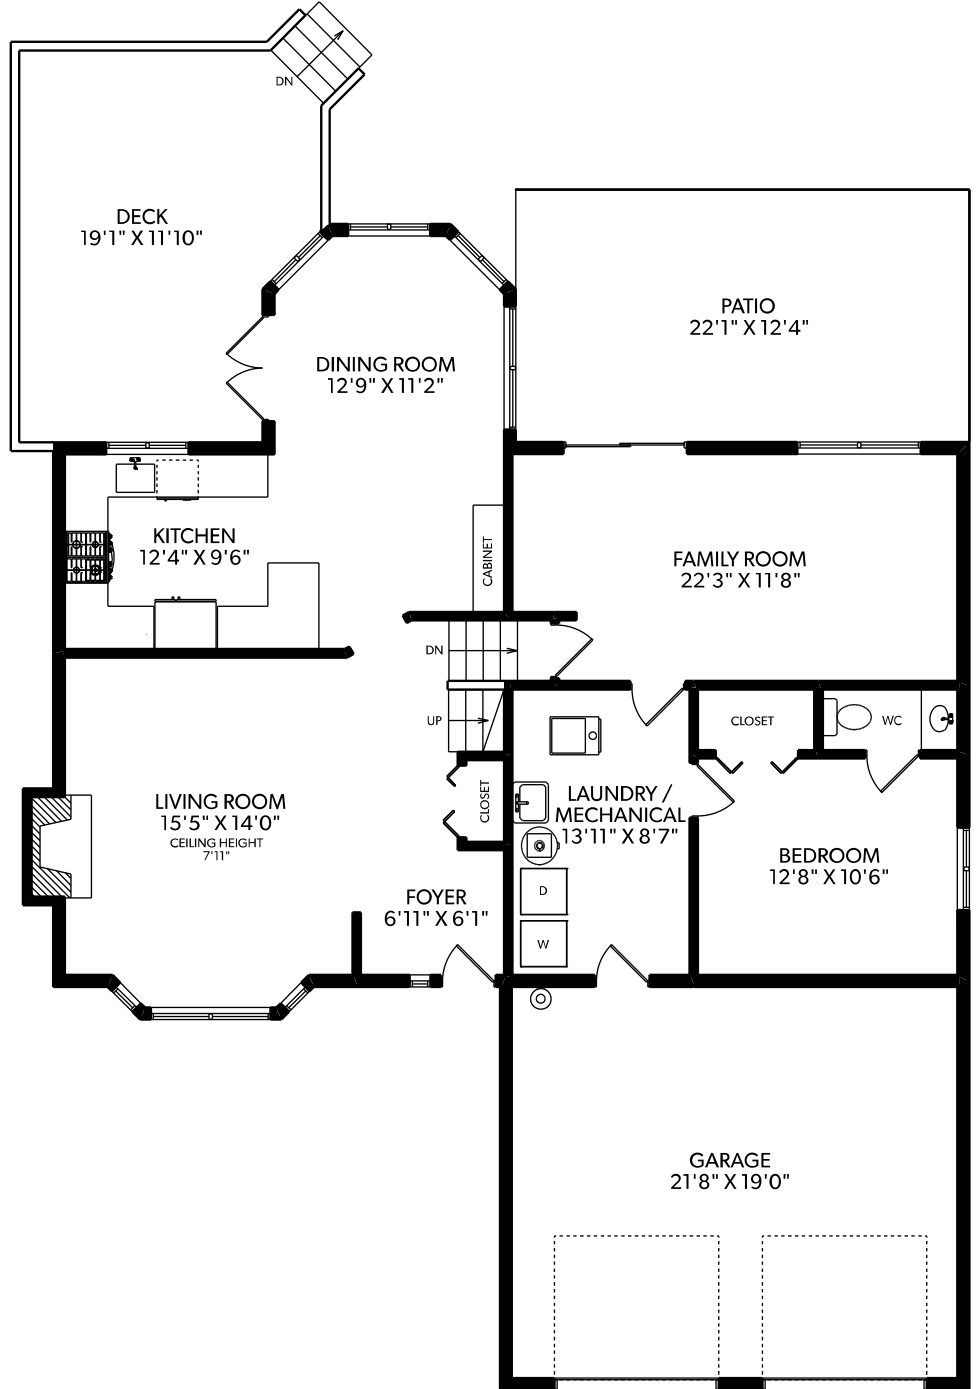 DN
DECK
19'1" X 11'10"
PATIO
22'1" X 12'4"
DINING ROOM
12'9" X 11'2"
KITCHEN
12'4" X 9'6"
CABINET
FAMILY ROOM
22'3" X 11'8"
DN
UP
CLOSET
WC
LIVING ROOM
15'5" X 14'0"
CEILING HEIGHT
7'11"
CLOSET
LAUNDRY /
MECHANICAL
13'11" X 8'7"
BEDROOM
12'8" X 10'6"
FOYER
6'11" X 6'1"
D
W
GARAGE
21'8" X 19'0"